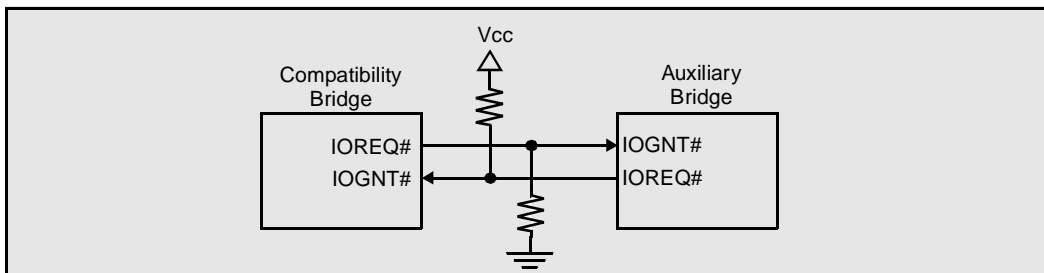 Vcc
Compatibility
Bridge
Auxiliary
Bridge
IOREQ#
IOGNT#
IOGNT#
IOREQ#